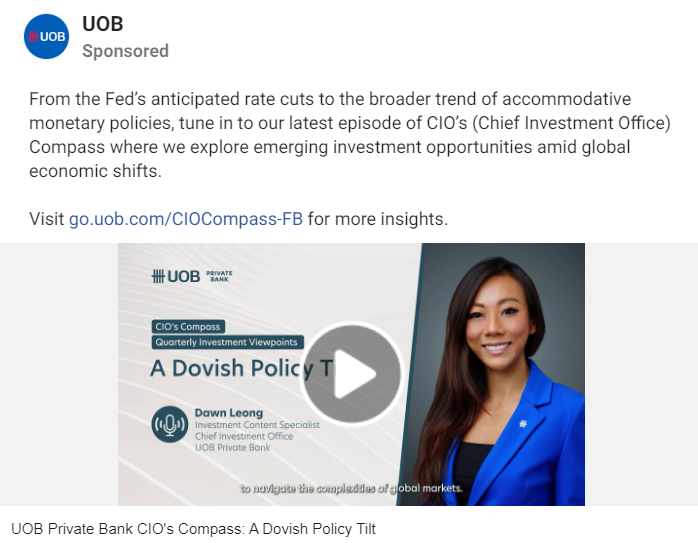 UOB
UOB
Sponsored
From the Fed’s anticipated rate cuts to the broader trend of accommodative
monetary policies, tune in to our latest episode of CIO’s (Chief Investment Office)
Compass where we explore emerging investment opportunities amid global
economic shifts.
Visit go.uob.com/CIOCompass-FB for more insights.
UOB PRIVATE
BANK
CIO's Compass
Quarterly Investment Viewpoints
A Dovish Policy T
Dawn Leong
Investment Content Specialist
Chief Investment Office
UOB Private Bank
to navigate the complexities of global markets.
UOB Private Bank CIO's Compass: A Dovish Policy Tilt